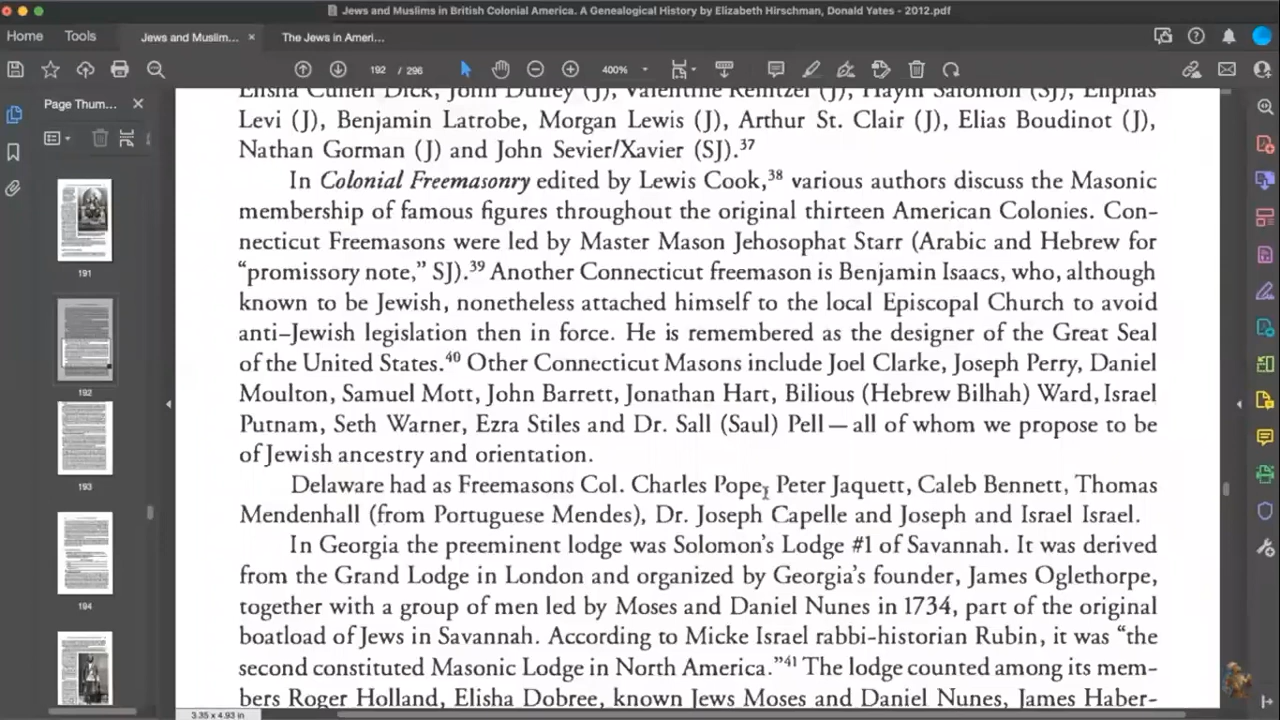 Jews and Muslims in British Colonial America. A Genealogical History by Elizabeth Hirschman, Donald Yates - 2012.pdf
Home Tools Jews and Muslim... × The Jews in Ameri...
192 / 296 400%
Page Thum... ×
191
192
193
194
Elisha Cullen Dick, John Dubey (J), Valentine Reintzel (J), Haym Salomon (SJ), Eliphas
Levi (J), Benjamin Latrobe, Morgan Lewis (J), Arthur St. Clair (J), Elias Boudinot (J),
Nathan Gorman (J) and John Sevier/Xavier (SJ).37
In Colonial Freemasonry edited by Lewis Cook,38 various authors discuss the Masonic
membership of famous figures throughout the original thirteen American Colonies. Con-
necticut Freemasons were led by Master Mason Jehosophat Starr (Arabic and Hebrew for
“promissory note,” SJ).39 Another Connecticut freemason is Benjamin Isaacs, who, although
known to be Jewish, nonetheless attached himself to the local Episcopal Church to avoid
anti–Jewish legislation then in force. He is remembered as the designer of the Great Seal
of the United States.40 Other Connecticut Masons include Joel Clarke, Joseph Perry, Daniel
Moulton, Samuel Mott, John Barrett, Jonathan Hart, Bilious (Hebrew Bilhah) Ward, Israel
Putnam, Seth Warner, Ezra Stiles and Dr. Sall (Saul) Pell — all of whom we propose to be
of Jewish ancestry and orientation.
Delaware had as Freemasons Col. Charles Pope, Peter Jaquett, Caleb Bennett, Thomas
Mendenhall (from Portuguese Mendes), Dr. Joseph Capelle and Joseph and Israel Israel.
In Georgia the preeminent lodge was Solomon’s Lodge #1 of Savannah. It was derived
from the Grand Lodge in London and organized by Georgia’s founder, James Oglethorpe,
together with a group of men led by Moses and Daniel Nunes in 1734, part of the original
boatload of Jews in Savannah. According to Micke Israel rabbi-historian Rubin, it was “the
second constituted Masonic Lodge in North America.”41 The lodge counted among its mem-
bers Roger Holland, Elisha Dobree, known Jews Moses and Daniel Nunes, James Haber-
3.35 x 4.93 in